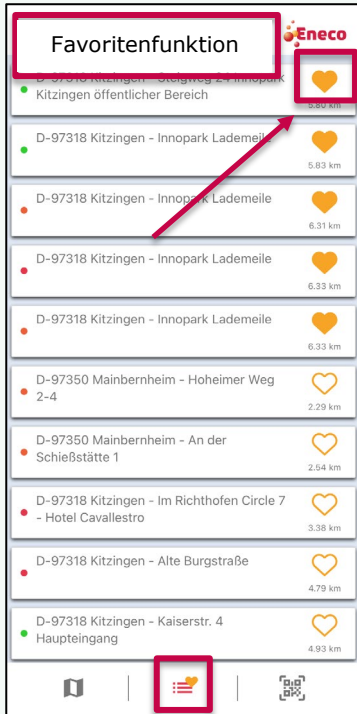 Favoritenfunktion
Eneco
D-97318 Kitzingen - Steigweg 24 Innopark
Kitzingen öffentlicher Bereich
5.80 km
D-97318 Kitzingen - Innopark Lademeile
5.83 km
D-97318 Kitzingen - Innopark Lademeile
6.31 km
D-97318 Kitzingen - Innopark Lademeile
6.33 km
D-97318 Kitzingen - Innopark Lademeile
6.33 km
D-97350 Mainbernheim - Hoheimer Weg
2-4
2.29 km
D-97350 Mainbernheim - An der
Schießstätte 1
2.54 km
D-97318 Kitzingen - Im Richthofen Circle 7
- Hotel Cavallestro
3.38 km
D-97318 Kitzingen - Alte Burgstraße
4.79 km
D-97318 Kitzingen - Kaiserstr. 4
Haupteingang
4.93 km